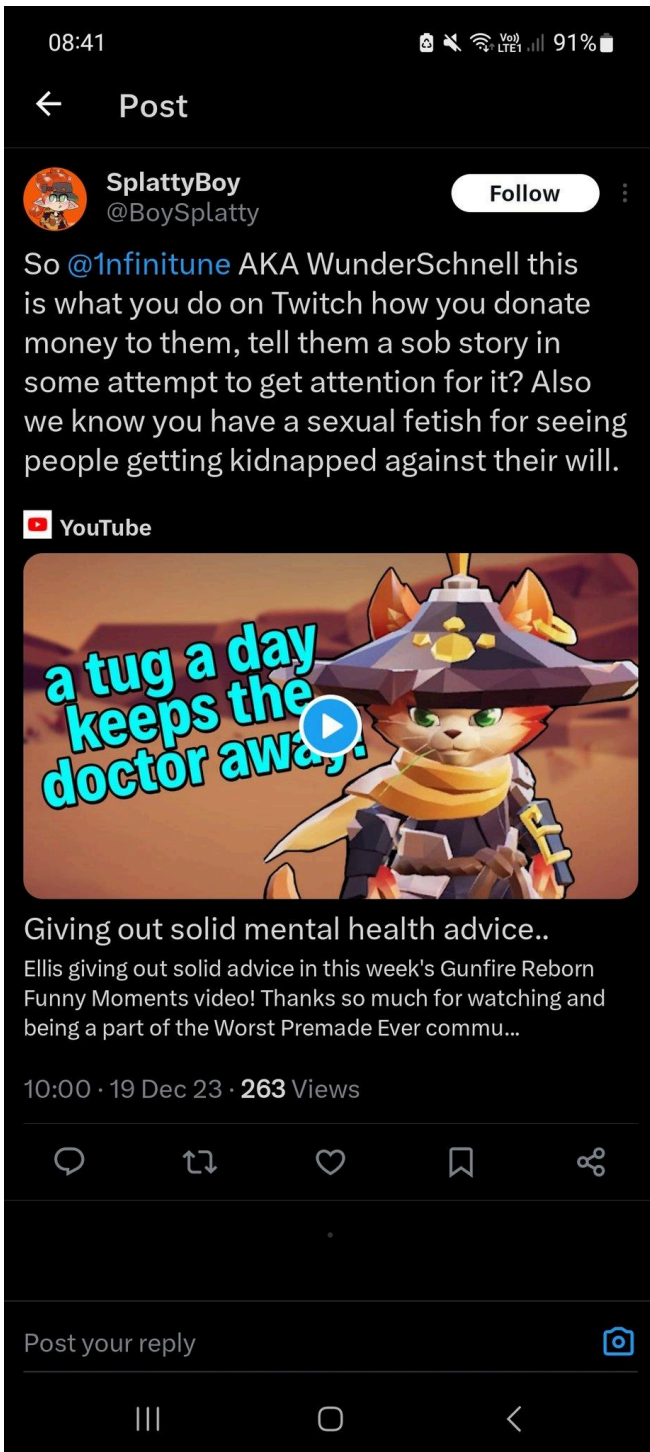 08:41
Vo))
LTE1
91%
Post
SplattyBoy
@BoySplatty
Follow
So @1nfinitune AKA WunderSchnell this
is what you do on Twitch how you donate
money to them, tell them a sob story in
some attempt to get attention for it? Also
we know you have a sexual fetish for seeing
people getting kidnapped against their will.
YouTube
a tug a day
keeps the
doctor away!
Giving out solid mental health advice..
Ellis giving out solid advice in this week's Gunfire Reborn
Funny Moments video! Thanks so much for watching and
being a part of the Worst Premade Ever commu...
10:00 · 19 Dec 23 · 263 Views
Post your reply